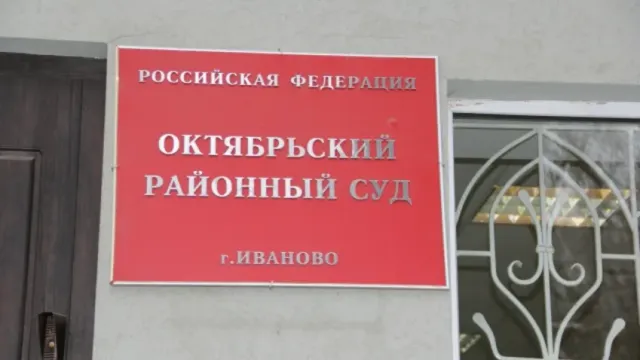 РОССИЙСКАЯ ФЕДЕРАЦИЯ
ОКТЯБРЬСКИЙ
РАЙОННЫЙ СУД
г.ИВАНОВО